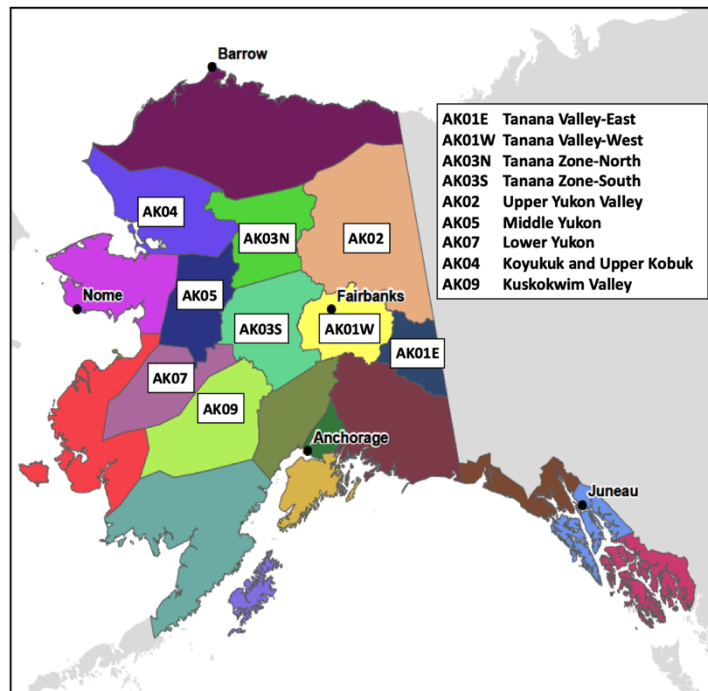 Barrow
AK01E Tanana Valley-East
AK01W Tanana Valley-West
AK03N Tanana Zone-North
AK03S Tanana Zone-South
AK02 Upper Yukon Valley
AK05 Middle Yukon
AK07 Lower Yukon
AK04 Koyukuk and Upper Kobuk
AK09 Kuskokwim Valley
AK04
AK03N
AK02
AK05
Nome
Fairbanks
AK03S
AK01W
AK01E
AK07
AK09
Anchorage
Juneau